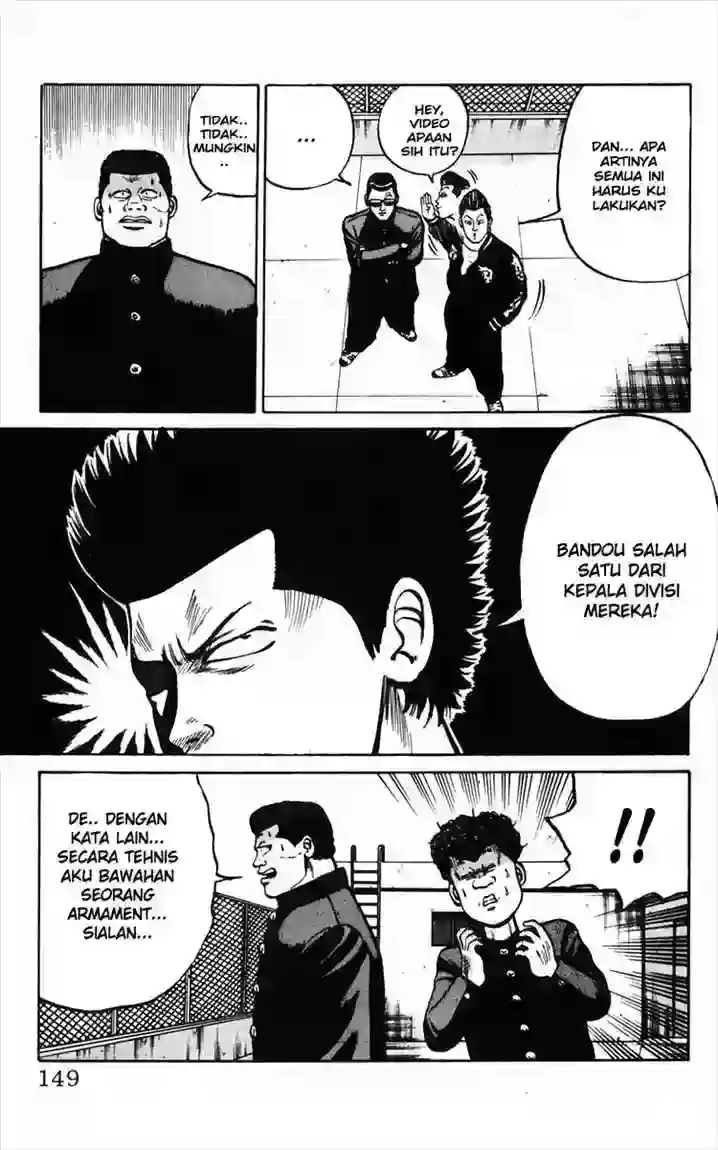 DAN... APA
ARTINYA
SEMUA INI
HARUS KU
LAKUKAN?
HEY,
VIDEO
APAAN
SIH ITU?
...
TIDAK..
TIDAK..
MUNGKIN
..
BANDOU SALAH
SATU DARI
KEPALA DIVISI
MEREKA!
!!
DE.. DENGAN
KATA LAIN...
SECARA TEHNIS
AKU BAWAHAN
SEORANG
ARMAMENT...
SIALAN...
149